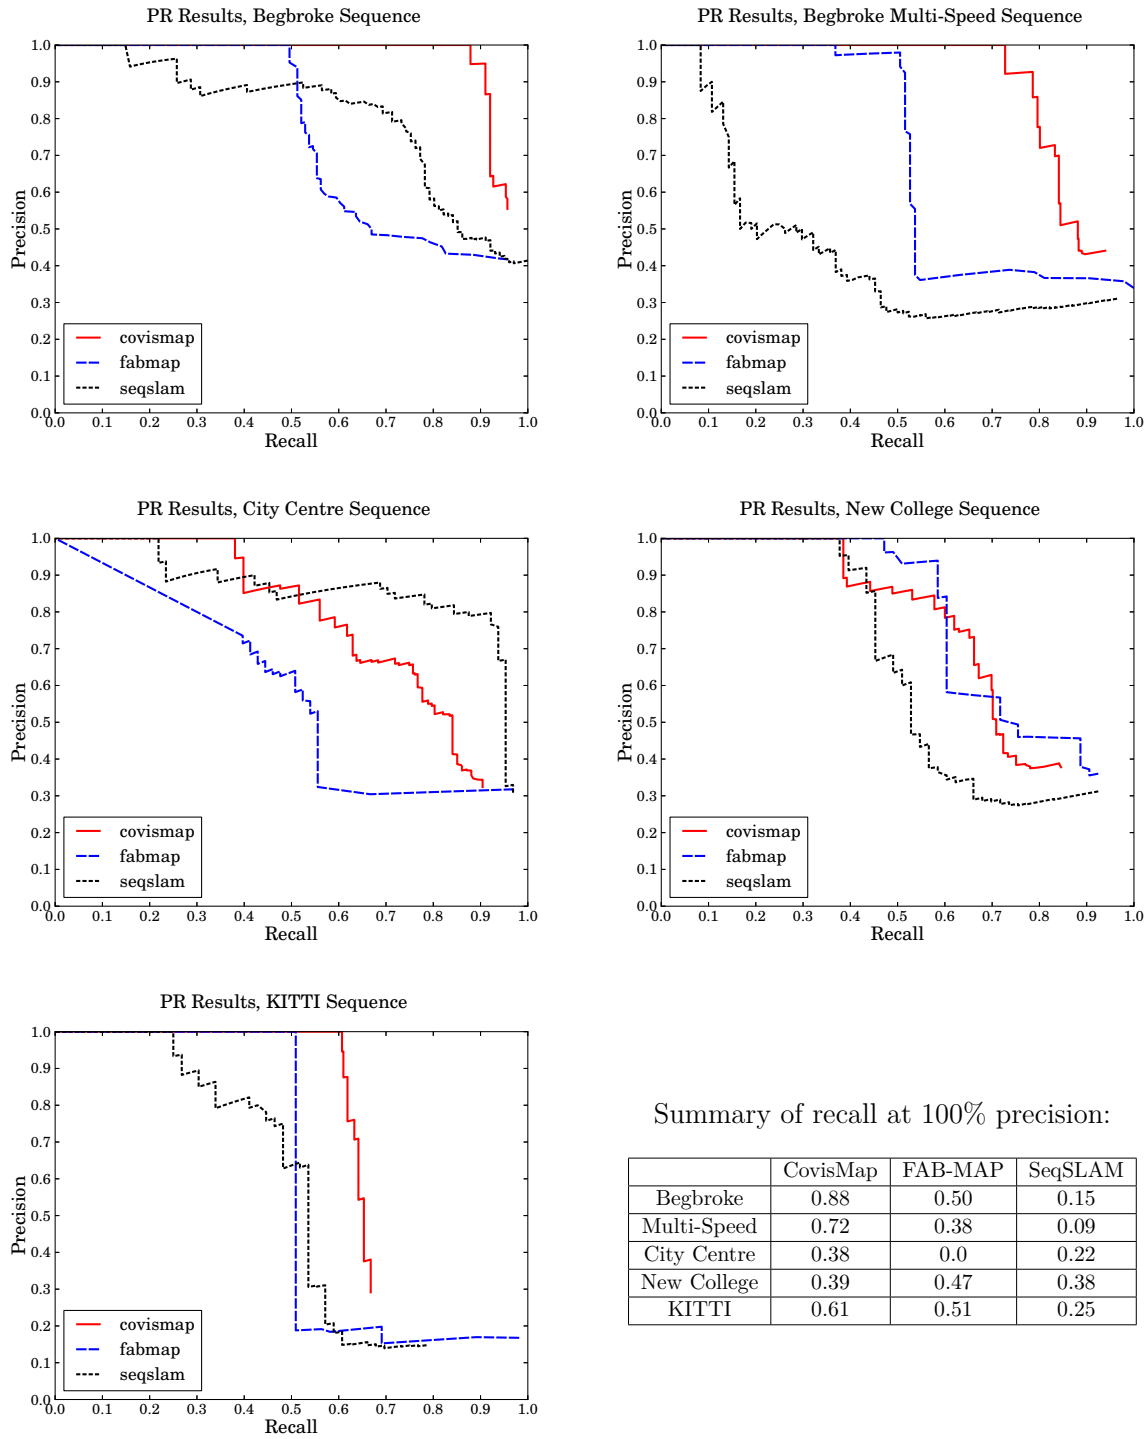 PR Results, Begbroke Sequence
1.0
0.9
0.8
0.7
0.6
0.5
0.4
0.3
0.2
0.1
0.0
Precision
covismap
fabmap
seqslam
0.0 0.1 0.2 0.3 0.4 0.5 0.6 0.7 0.8 0.9 1.0
Recall
PR Results, Begbroke Multi-Speed Sequence
1.0
0.9
0.8
0.7
0.6
0.5
0.4
0.3
0.2
0.1
0.0
Precision
covismap
fabmap
seqslam
0.0 0.1 0.2 0.3 0.4 0.5 0.6 0.7 0.8 0.9 1.0
Recall
PR Results, City Centre Sequence
1.0
0.9
0.8
0.7
0.6
0.5
0.4
0.3
0.2
0.1
0.0
Precision
covismap
fabmap
seqslam
0.0 0.1 0.2 0.3 0.4 0.5 0.6 0.7 0.8 0.9 1.0
Recall
PR Results, New College Sequence
1.0
0.9
0.8
0.7
0.6
0.5
0.4
0.3
0.2
0.1
0.0
Precision
covismap
fabmap
seqslam
0.0 0.1 0.2 0.3 0.4 0.5 0.6 0.7 0.8 0.9 1.0
Recall
PR Results, KITTI Sequence
1.0
0.9
0.8
0.7
0.6
0.5
0.4
0.3
0.2
0.1
0.0
Precision
covismap
fabmap
seqslam
0.0 0.1 0.2 0.3 0.4 0.5 0.6 0.7 0.8 0.9 1.0
Recall
Summary of recall at 100% precision:
CovisMap FAB-MAP SeqSLAM
Begbroke 0.88 0.50 0.15
Multi-Speed 0.72 0.38 0.09
City Centre 0.38 0.0 0.22
New College 0.39 0.47 0.38
KITTI 0.61 0.51 0.25